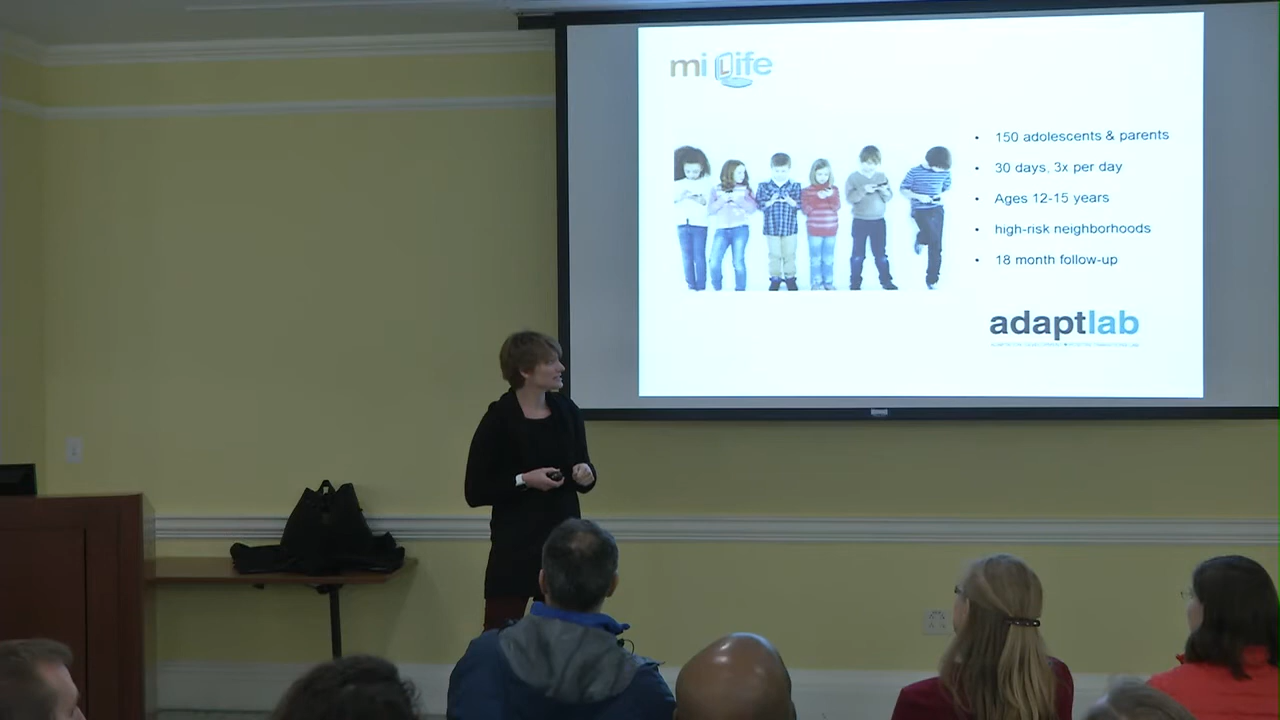 mi Life
• 150 adolescents & parents
• 30 days, 3x per day
• Ages 12-15 years
• high-risk neighborhoods
• 18 month follow-up
adaptlab